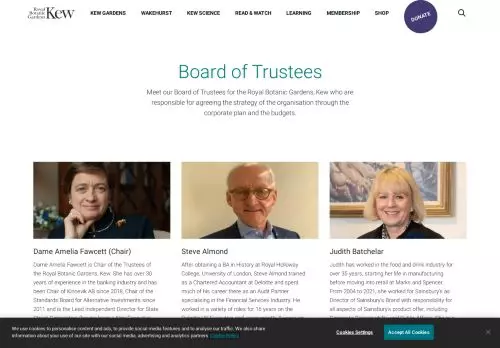 Royal
Botanic
Gardens Kew
KEW GARDENS WAKEHURST KEW SCIENCE READ & WATCH LEARNING MEMBERSHIP SHOP DONATE
Board of Trustees
Meet our Board of Trustees for the Royal Botanic Gardens, Kew who are
responsible for agreeing the strategy of the organisation through the
corporate plan and the budgets.
Dame Amelia Fawcett (Chair)
Dame Amelia Fawcett is Chair of the Trustees
of the Royal Botanic Gardens, Kew. She has over 30
years of experience in the banking industry and has
been Chair of Kinnevik AB since 2018, Chair of the
Standards Board for Alternative Investments since
2011 and is the Lead Independent Director for State
Steve Almond
After obtaining a BA in History at Royal Holloway
College, University of London, Steve Almond trained
as a Chartered Accountant at Deloitte and spent
much of his career there as an Audit Partner
specialising in the Financial Services Industry. He
worked in a variety of roles for 16 years on the
Judith Batchelar
Judith has worked in the food and drink industry for
over 35 years, starting her life in manufacturing
before moving into retail at Marks and Spencer.
From 2004 to 2021, she worked for Sainsbury's as
Director of Sainsbury's Brand with responsibility for
all aspects of Sainsbury's product offer, including
We use cookies to personalise content and ads, to provide social media features and to analyse our traffic. We also share
information about your use of our site with our social media, advertising and analytics partners Cookie Policy
Cookies Settings
Accept All Cookies